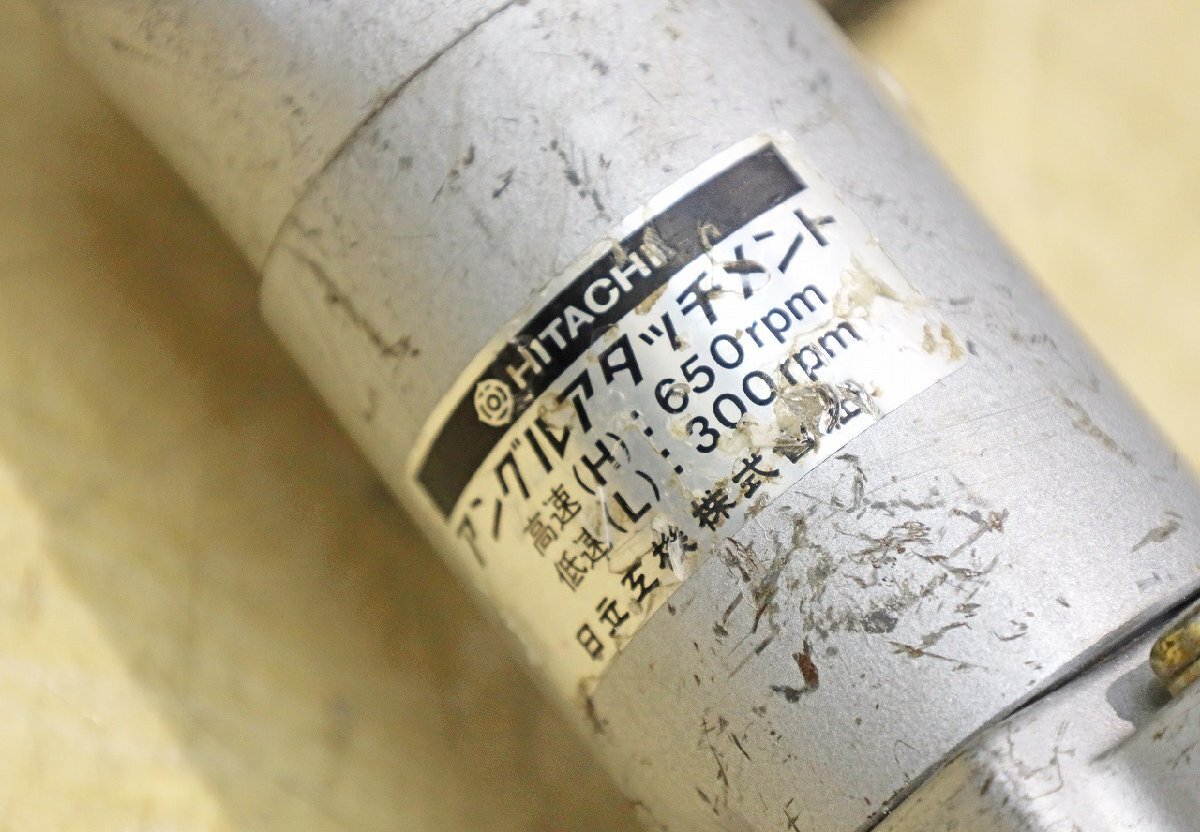 HITACHI
アングルアタッチメント
高速(H): 650rpm
低速(L): 300rpm
日立工機株式会社